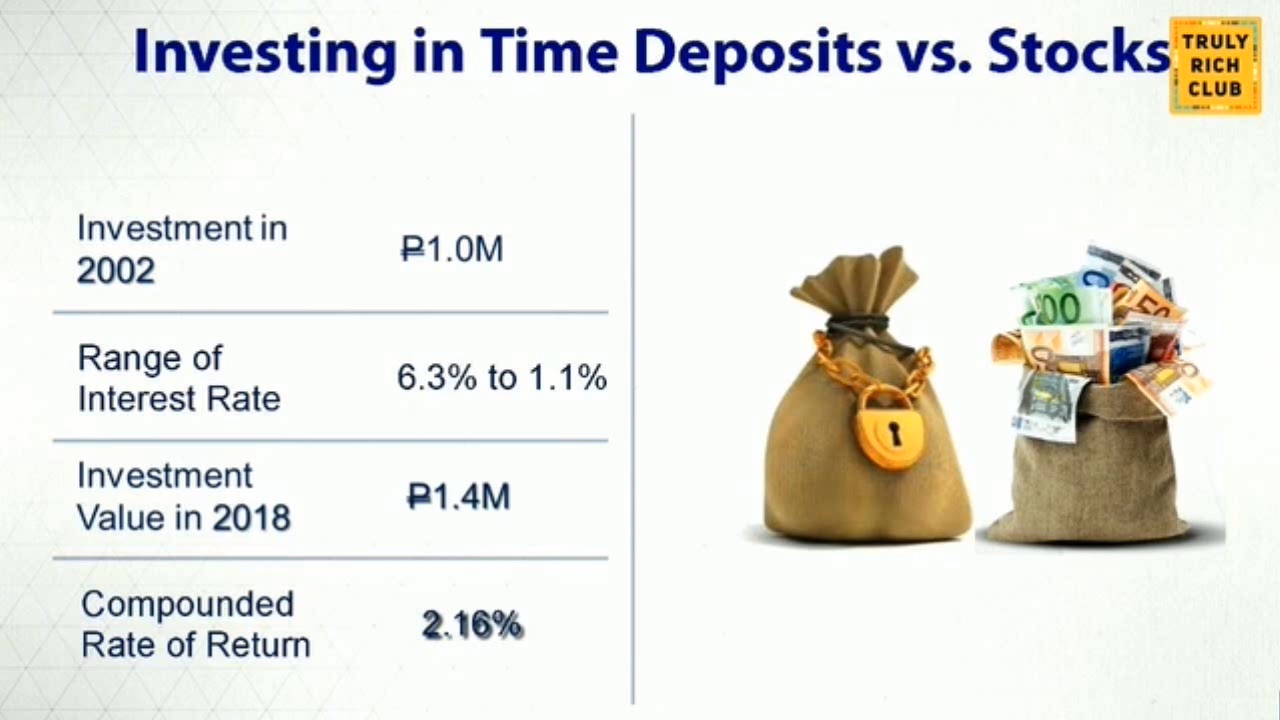 Investing in Time Deposits vs. Stocks
TRULY
RICH
CLUB
Investment in
2002
₱1.0M
Range of
Interest Rate
6.3% to 1.1%
Investment
Value in 2018
₱1.4M
Compounded
Rate of Return
2.16%